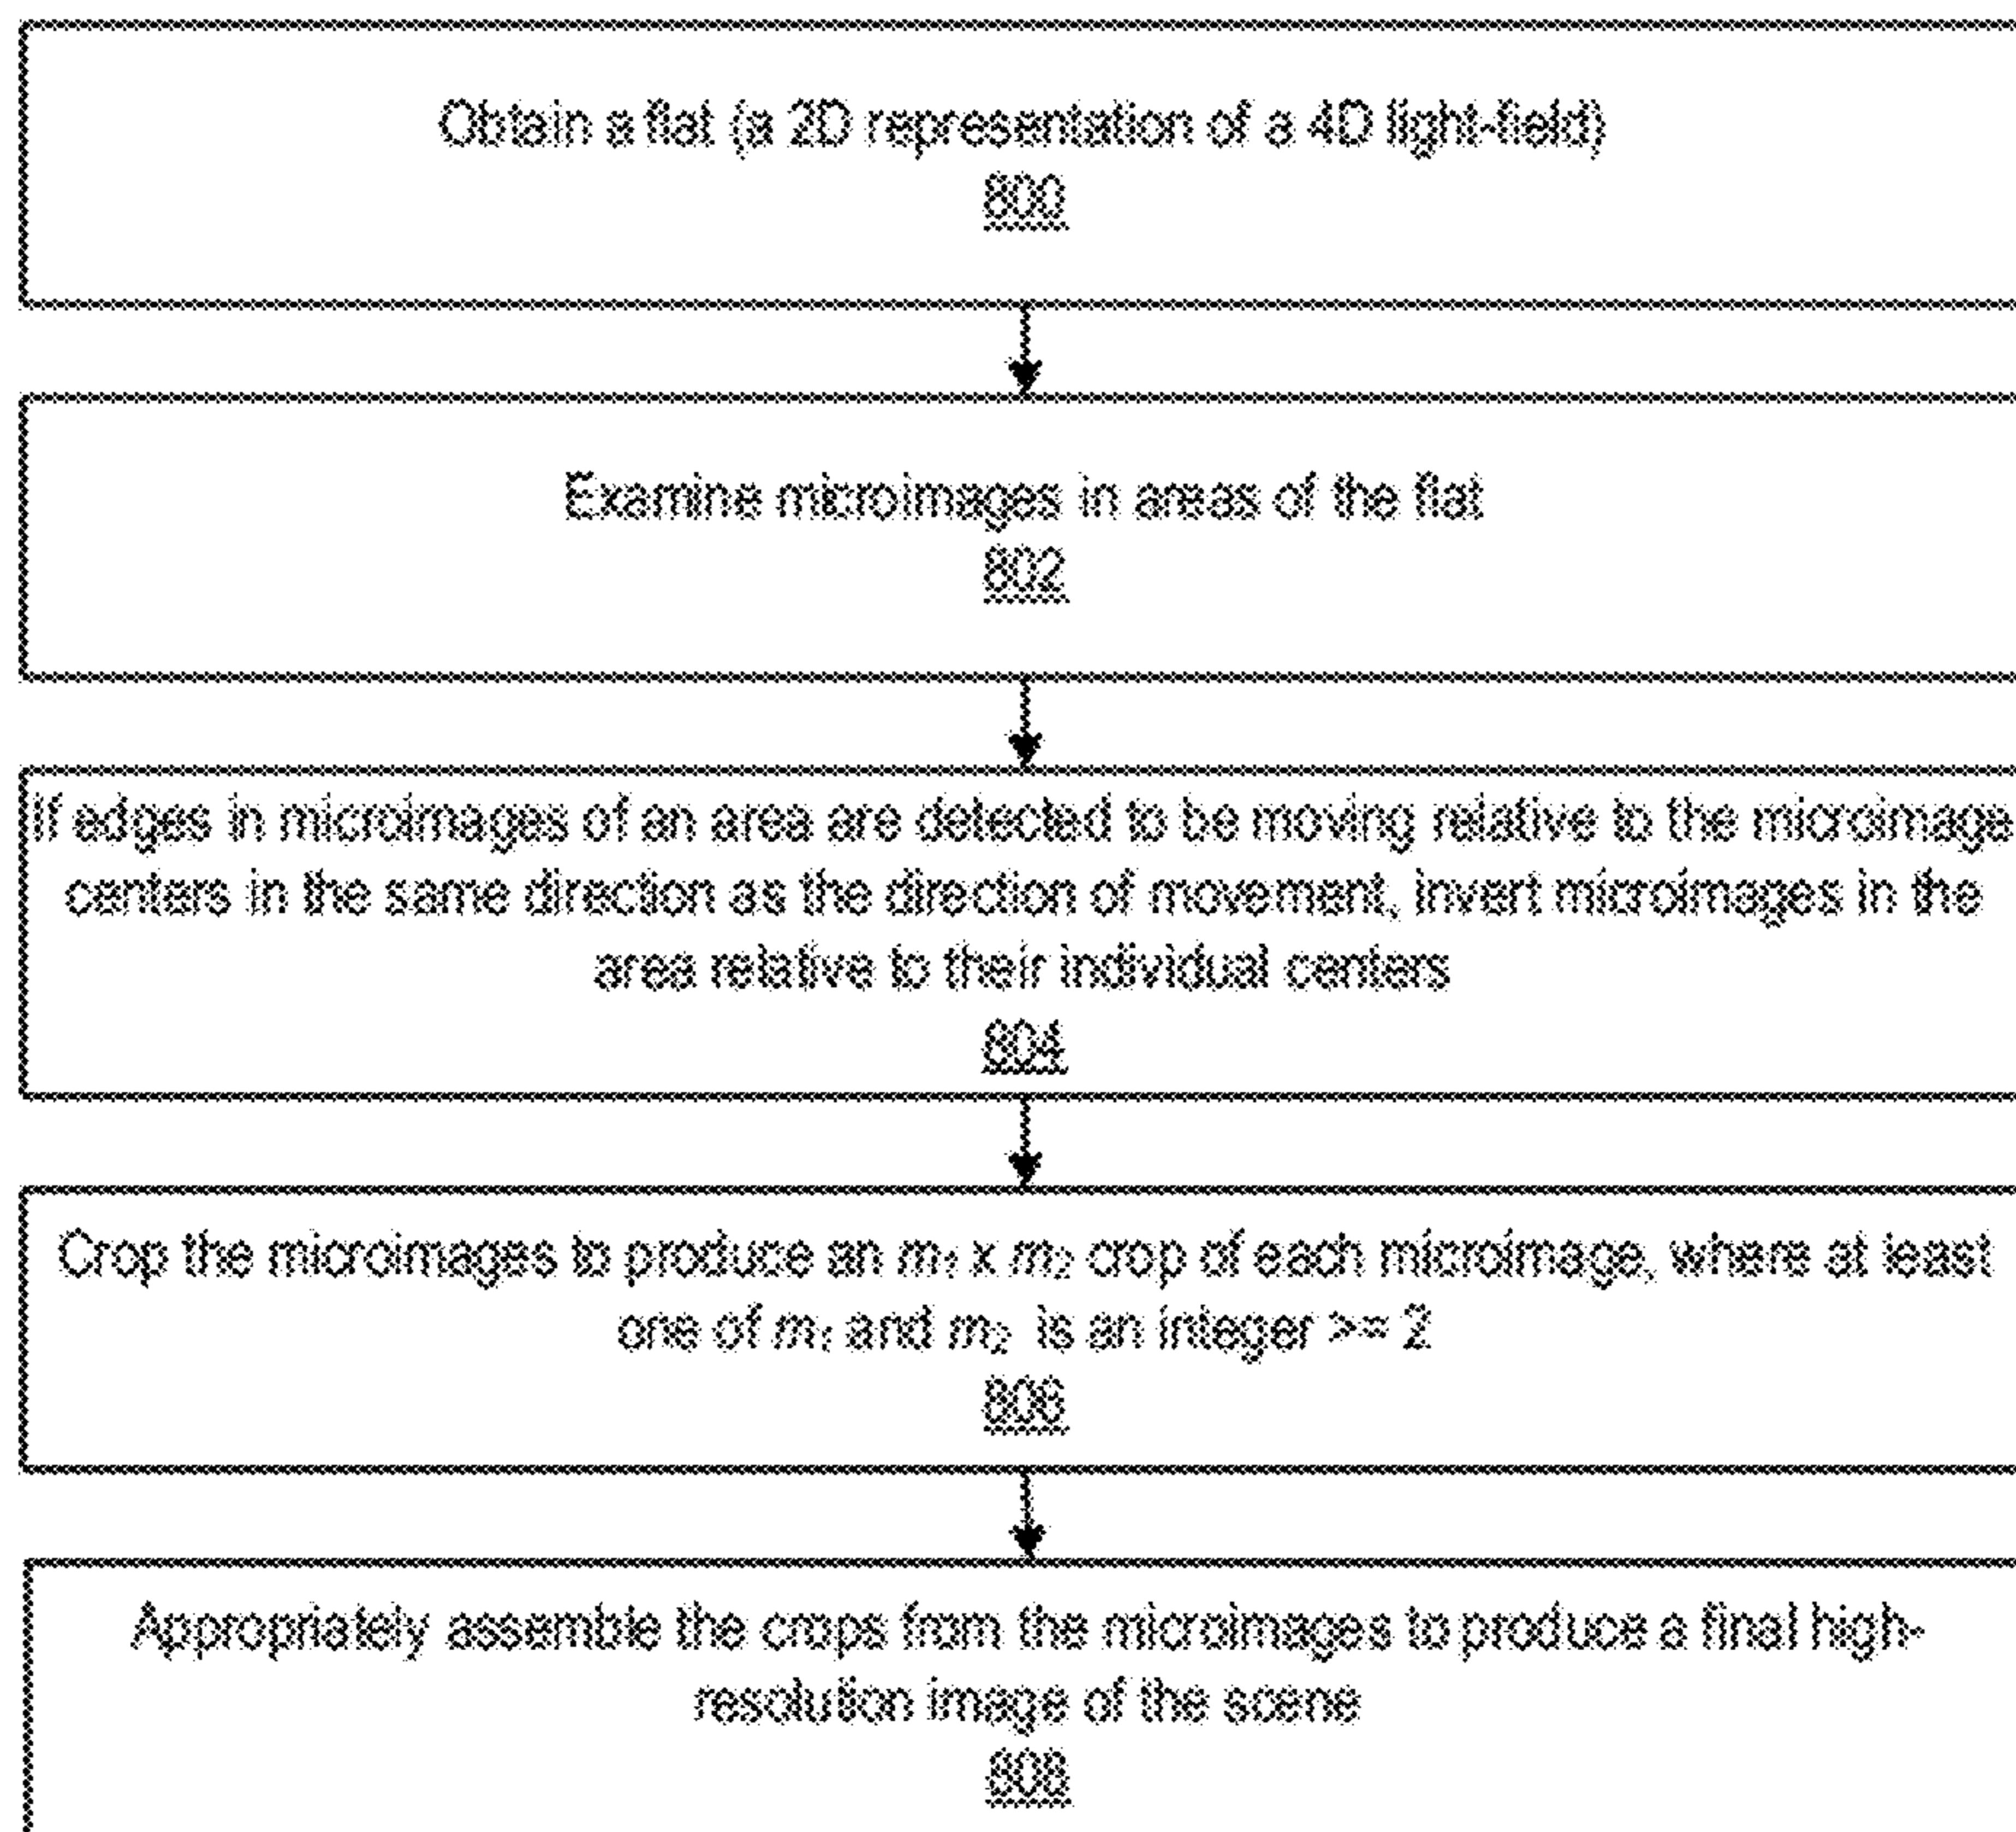 Obtain a flat (a 2D representation of a 4D light-field)
800
Examine microimages in areas of the flat
802
If edges in microimages of an area are detected to be moving relative to the microimage
centers in the same direction as the direction of movement, invert microimages in the
area relative to their individual centers
804
Crop the microimages to produce an m₁ x m₂ crop of each microimage, where at least
one of m₁ and m₂ is an integer >= 2
806
Appropriately assemble the crops from the microimages to produce a final high-
resolution image of the scene
808